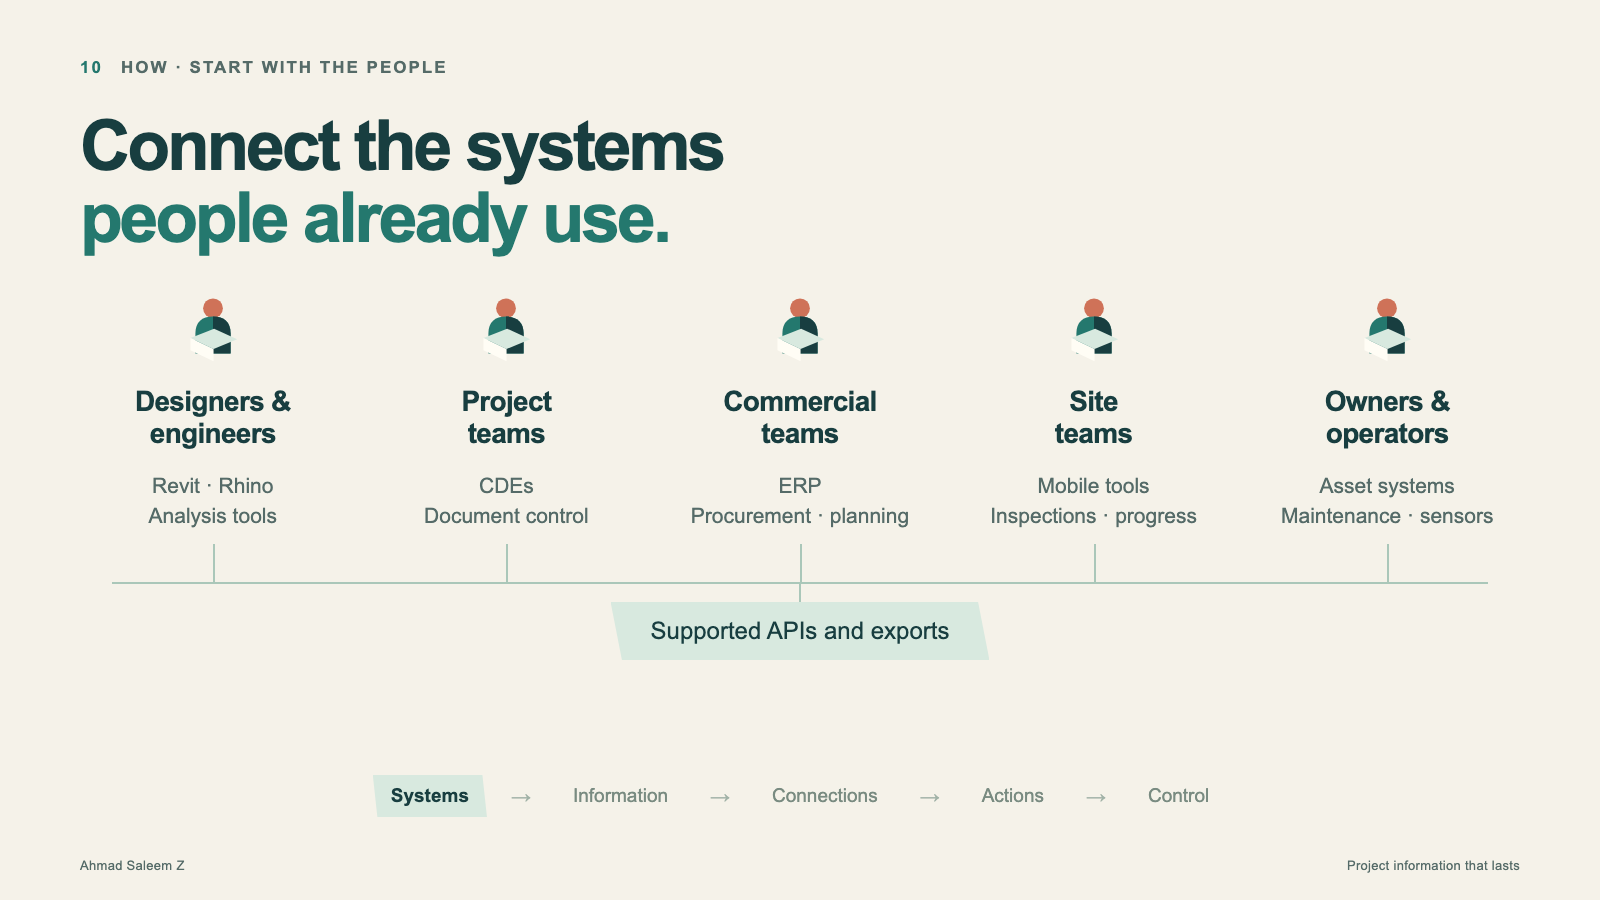 10 HOW · START WITH THE PEOPLE
Connect the systems
people already use.
Designers &
engineers
Revit · Rhino
Analysis tools
Project
teams
CDEs
Document control
Commercial
teams
ERP
Procurement · planning
Site
teams
Mobile tools
Inspections · progress
Owners &
operators
Asset systems
Maintenance · sensors
Supported APIs and exports
Systems → Information → Connections → Actions → Control
Ahmad Saleem Z
Project information that lasts